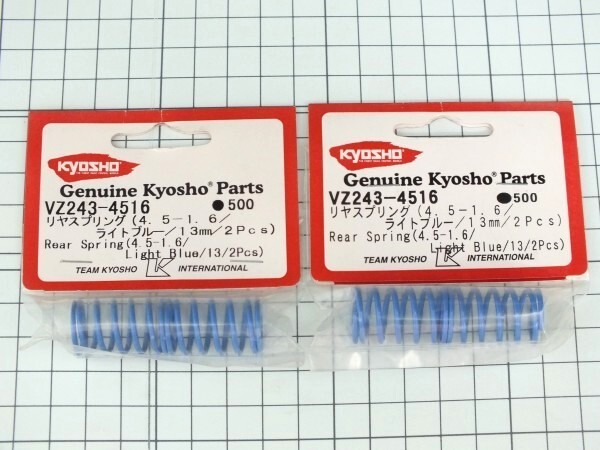 KYOSHO
Genuine Kyosho® Parts
VZ243-4516 ●500
リヤスプリング(4.5-1.6/
ライトブルー/13mm/2Pcs)
Rear Spring(4.5-1.6/
Light Blue/13/2Pcs)
TEAM KYOSHO K INTERNATIONAL
KYOSHO
Genuine Kyosho® Parts
VZ243-4516 ●500
リヤスプリング(4.5-1.6/
ライトブルー/13mm/2Pcs)
Rear Spring(4.5-1.6/
Light Blue/13/2Pcs)
TEAM KYOSHO K INTERNATIONAL